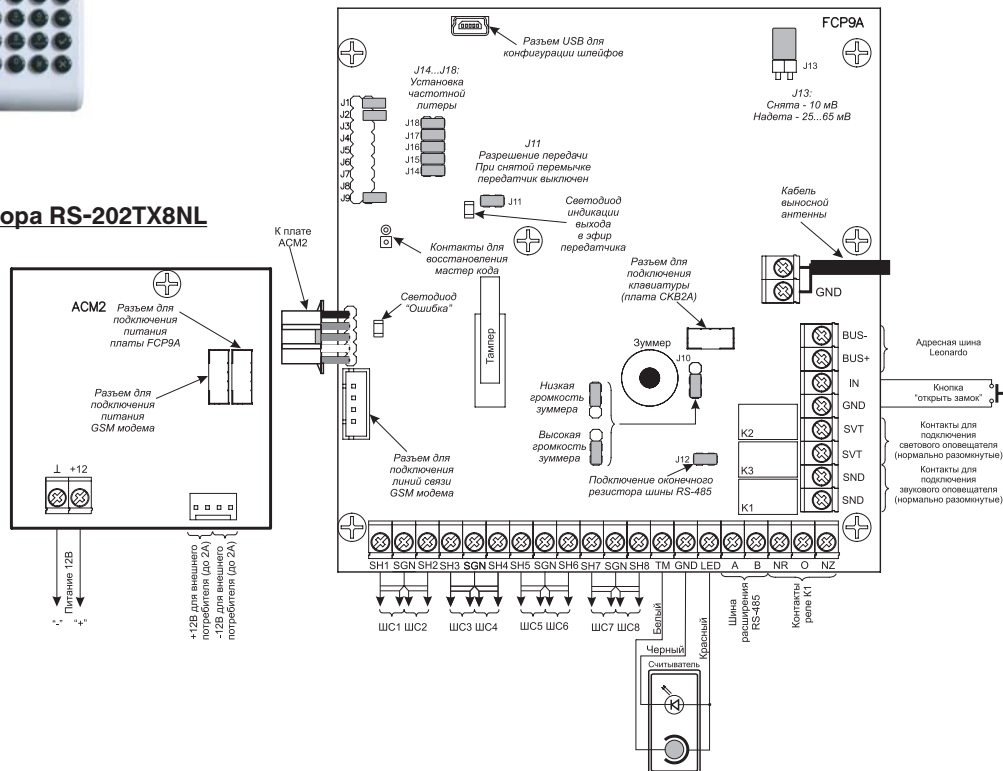 FCP9A
Разъем USB для
конфигурации шлейфов
J13
J13:
Снята - 10 мВ
Надета - 25...65 мВ
J14...J18:
Установка
частотной
литеры
J1
J2
J3
J4
J5
J6
J7
J8
J9
J18
J17
J16
J15
J14
J11
Разрешение передачи
При снятой перемычке
передатчик выключен
J11
Светодиод
индикации
выхода
в эфир
передатчика
Кабель
выносной
антенны
GND
ора RS-202TX8NL
К плате
ACM2
Контакты для
восстановления
мастер кода
Светодиод
"Ошибка"
Тампер
Разъем для
подключения
клавиатуры
(плата CKB2A)
Зуммер
J10
Низкая
громкость
зуммера
Высокая
громкость
зуммера
J12
Подключение оконечного
резистора шины RS-485
Разъем для
подключения
линий связи
GSM модема
K2
K3
K1
BUS-
BUS+
IN
GND
SVT
SVT
SND
SND
Адресная шина
Leonardo
Кнопка
"открыть замок"
Контакты для
подключения
светового оповещателя
(нормально разомкнутые)
Контакты для
подключения
звукового оповещателя
(нормально разомкнутые)
ACM2
Разъем для
подключения
питания
платы FCP9A
Разъем для
подключения
питания
GSM модема
⊥ +12
Питание 12В
"-" "+"
+12В для внешнего
потребителя (до 2А)
-12В для внешнего
потребителя (до 2А)
SH1 SGN SH2 SH3 SGN SH4 SH5 SGN SH6 SH7 SGN SH8 TM GND LED A B NR O NZ
ШС1 ШС2 ШС3 ШС4 ШС5 ШС6 ШС7 ШС8
Белый
Черный
Красный
Шина
расширения
RS-485
Контакты
реле K1
Считыватель